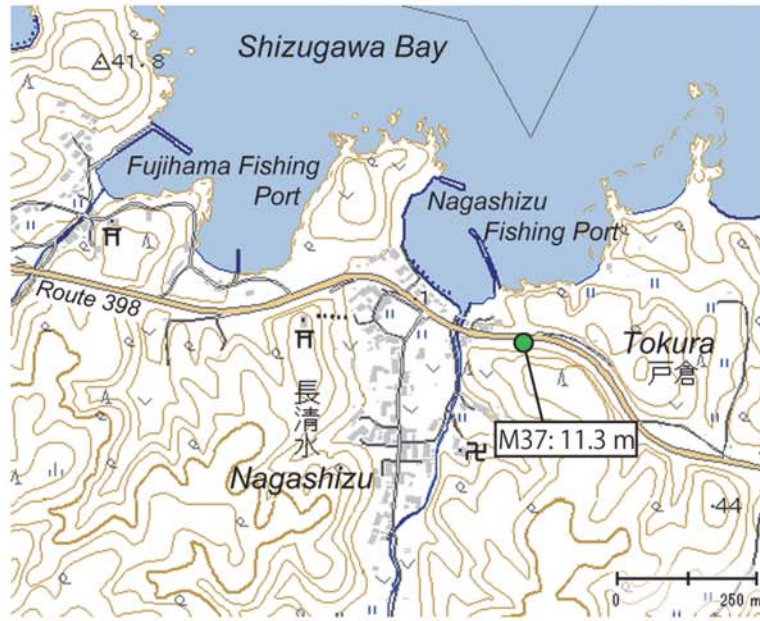 Shizugawa Bay
41.8
Fujihama Fishing
Port
Nagashizu
Fishing Port
Route 398
1
Tokura
戸倉
長清水
M37: 11.3 m
Nagashizu
44
0
250 m